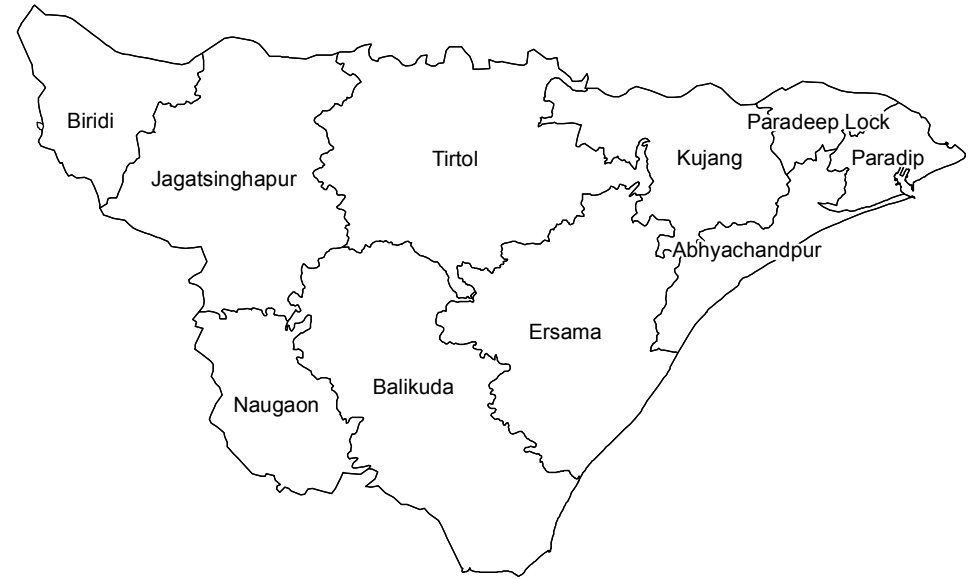 Biridi
Paradeep Lock
Tirtol
Kujang
Paradip
Jagatsinghapur
Abhyachandpur
Ersama
Balikuda
Naugaon